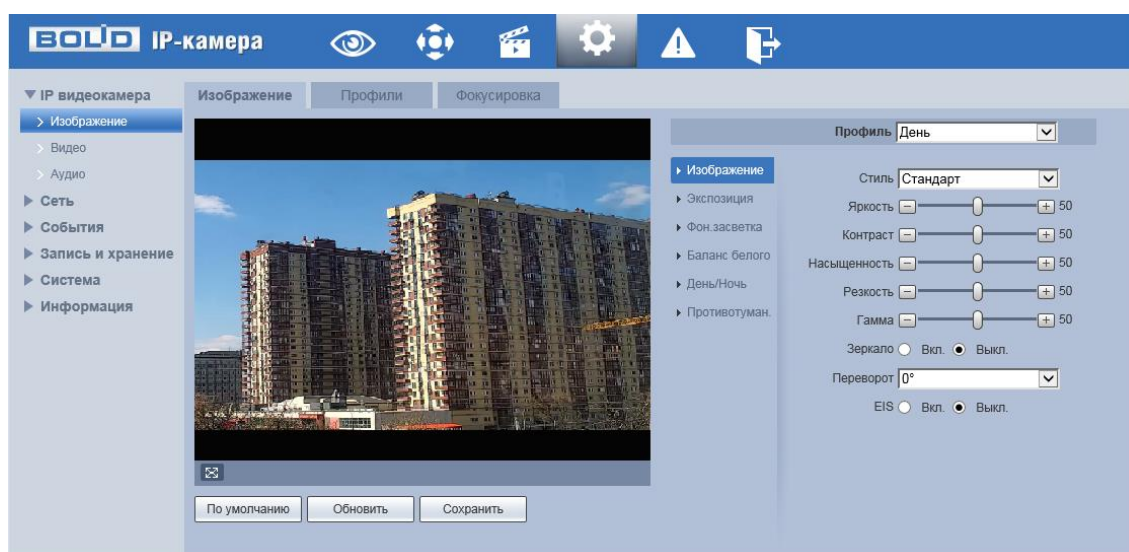 BOLID IP-камера
IP видеокамера
Изображение
Видео
Аудио
Сеть
События
Запись и хранение
Система
Информация
Изображение Профили Фокусировка
По умолчанию Обновить Сохранить
Профиль День
Изображение
Экспозиция
Фон.засветка
Баланс белого
День/Ночь
Противотуман.
Стиль Стандарт
Яркость 50
Контраст 50
Насыщенность 50
Резкость 50
Гамма 50
Зеркало Вкл. Выкл.
Переворот 0°
EIS Вкл. Выкл.